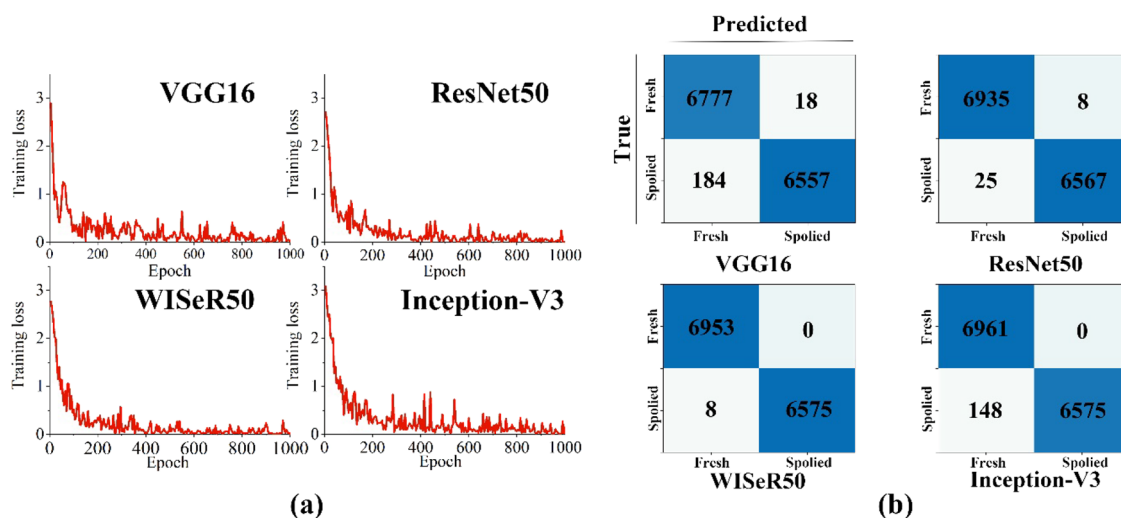 VGG16
Training loss
3
2
1
0
0 200 400 600 800 1000
Epoch
ResNet50
Training loss
3
2
1
0
0 200 400 600 800 1000
Epoch
WISeR50
Training loss
3
2
1
0
0 200 400 600 800 1000
Epoch
Inception-V3
Training loss
3
2
1
0
0 200 400 600 800 1000
Epoch
(a)
Predicted
True
Fresh
6777 18
Spolied
184 6557
Fresh Spolied
VGG16
Fresh
6935 8
Spolied
25 6567
Fresh Spolied
ResNet50
Fresh
6953 0
Spolied
8 6575
Fresh Spolied
WISeR50
Fresh
6961 0
Spolied
148 6575
Fresh Spolied
Inception-V3
(b)